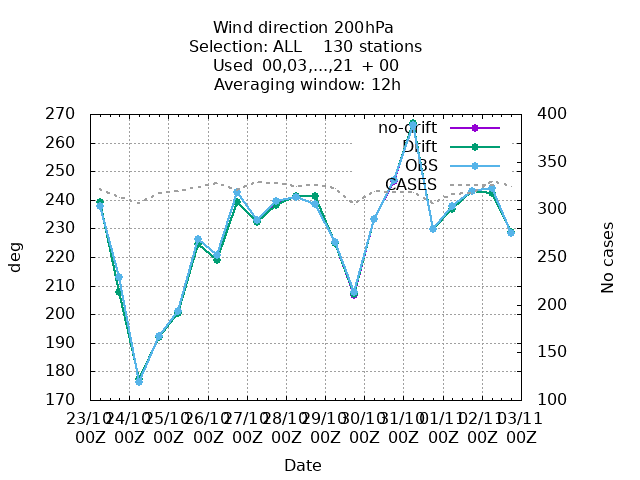 Wind direction 200hPa
Selection: ALL    130 stations
Used  00,03,...,21  + 00
Averaging window: 12h
270
260
250
240
230
220
210
200
190
180
170
deg
400
350
300
250
200
150
100
No cases
no-drift
Drift
OBS
CASES
23/10 24/10 25/10 26/10 27/10 28/10 29/10 30/10 31/10 01/11 02/11 03/11
00Z 00Z 00Z 00Z 00Z 00Z 00Z 00Z 00Z 00Z 00Z 00Z
Date